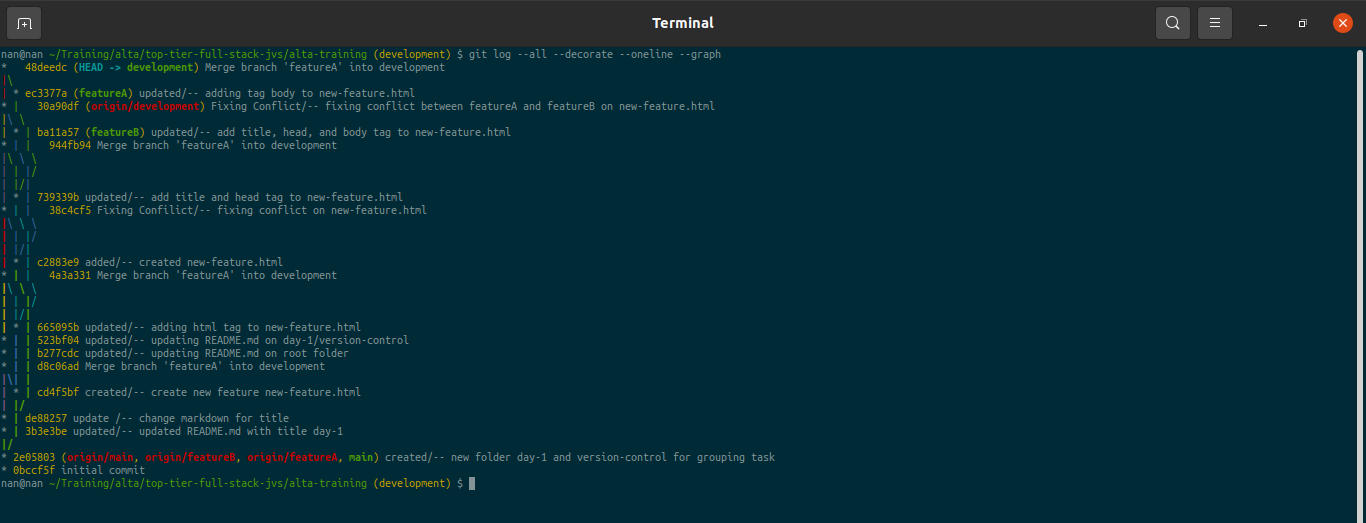 Terminal
nan@nan ~/Training/alta/top-tier-full-stack-jvs/alta-training (development) $ git log --all --decorate --oneline --graph
*   48deedc (HEAD -> development) Merge branch 'featureA' into development
|\
| * ec3377a (featureA) updated/-- adding tag body to new-feature.html
* |   30a90df (origin/development) Fixing Conflict/-- fixing conflict between featureA and featureB on new-feature.html
|\ \
| * | ba11a57 (featureB) updated/-- add title, head, and body tag to new-feature.html
* | |   944fb94 Merge branch 'featureA' into development
|\ \ \
| | |/
| |/|
| * | 739339b updated/-- add title and head tag to new-feature.html
* | |   38c4cf5 Fixing Confilict/-- fixing conflict on new-feature.html
|\ \ \
| | |/
| |/|
| * | c2883e9 added/-- created new-feature.html
* | |   4a3a331 Merge branch 'featureA' into development
|\ \ \
| | |/
| |/|
| * | 665095b updated/-- adding html tag to new-feature.html
* | | 523bf04 updated/-- updating README.md on day-1/version-control
* | | b277cdc updated/-- updating README.md on root folder
* | | d8c06ad Merge branch 'featureA' into development
|\| |
| * | cd4f5bf created/-- create new feature new-feature.html
| |/
* | de88257 update /-- change markdown for title
* | 3b3e3be updated/-- updated README.md with title day-1
|/
* 2e05803 (origin/main, origin/featureB, origin/featureA, main) created/-- new folder day-1 and version-control for grouping task
* 0bccf5f initial commit
nan@nan ~/Training/alta/top-tier-full-stack-jvs/alta-training (development) $